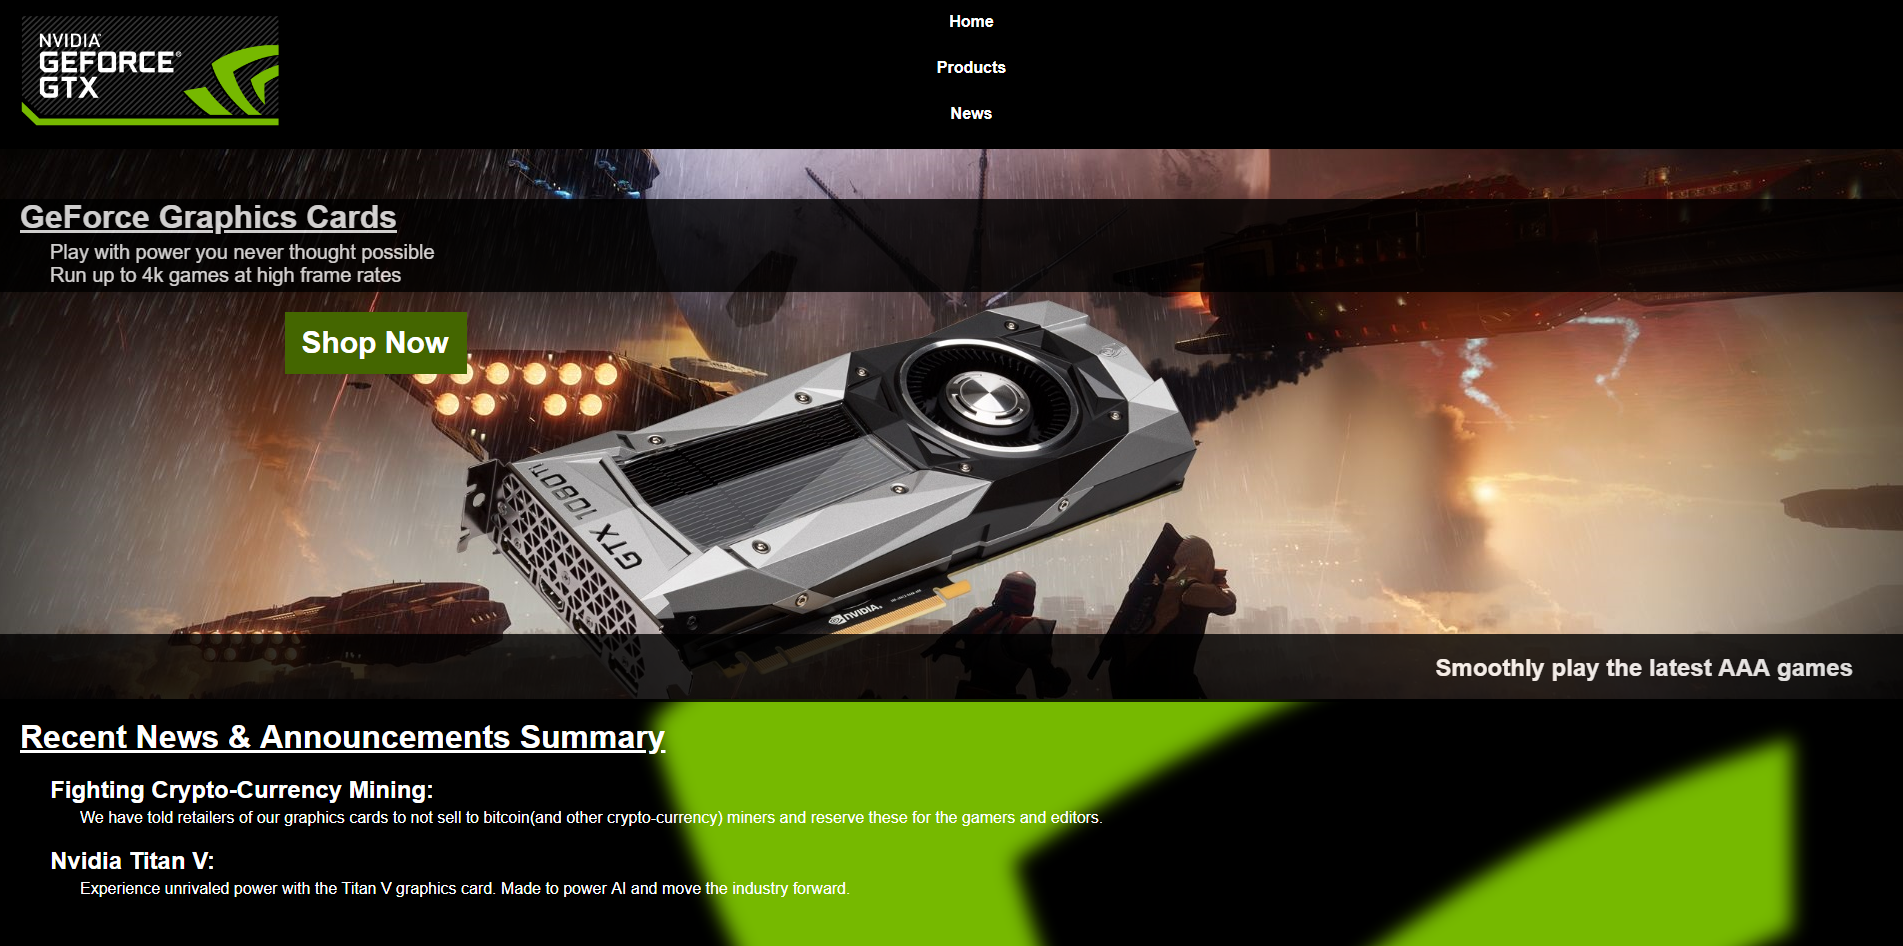 NVIDIA
GEFORCE®
GTX
Home
Products
News
GeForce Graphics Cards
Play with power you never thought possible
Run up to 4k games at high frame rates
Shop Now
GTX 1080Ti
NVIDIA.
Smoothly play the latest AAA games
Recent News & Announcements Summary
Fighting Crypto-Currency Mining:
We have told retailers of our graphics cards to not sell to bitcoin(and other crypto-currency) miners and reserve these for the gamers and editors.
Nvidia Titan V:
Experience unrivaled power with the Titan V graphics card. Made to power AI and move the industry forward.